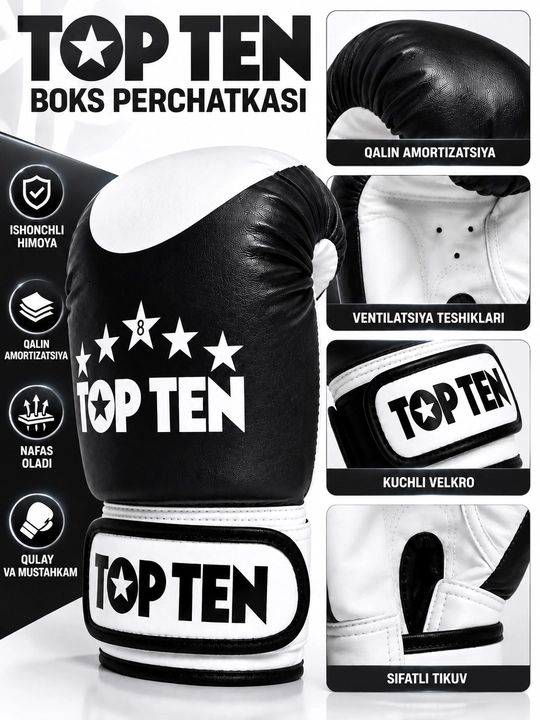 TOP TEN
BOKS PERCHATKASI
ISHONCHLI
HIMOYA
QALIN
AMORTIZATSIYA
NAFAS
OLADI
QULAY
VA MUSTAHKAM
8
TOP TEN
TOP TEN
QALIN AMORTIZATSIYA
VENTILATSIYA TESHIKLARI
TOP TEN
KUCHLI VELKRO
SIFATLI TIKUV